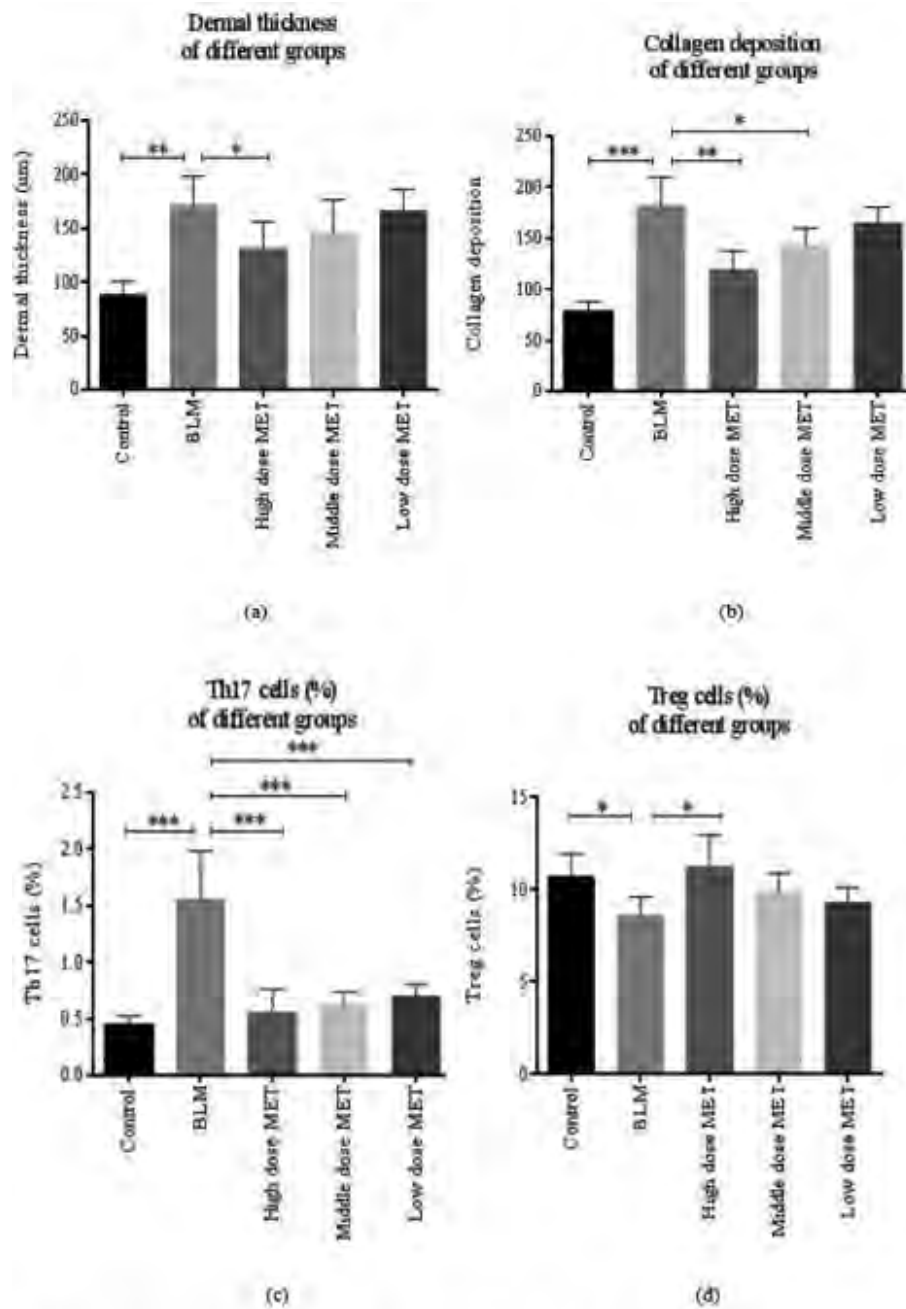 Dermal thickness
of different groups
250
200
150
100
50
0
Dermal thickness (um)
**
*
Control
BLM
High dose MET
Middle dose MET
Low dose MET
(a)
Collagen deposition
of different groups
250
200
150
100
50
0
Collagen deposition
***
**
*
Control
BLM
High dose MET
Middle dose MET
Low dose MET
(b)
Th17 cells (%)
of different groups
2.5
2.0
1.5
1.0
0.5
0.0
Th17 cells (%)
***
***
***
***
Control
BLM
High dose MET
Middle dose MET
Low dose MET
(c)
Treg cells (%)
of different groups
15
10
5
0
Treg cells (%)
*
*
Control
BLM
High dose MET
Middle dose MET
Low dose MET
(d)